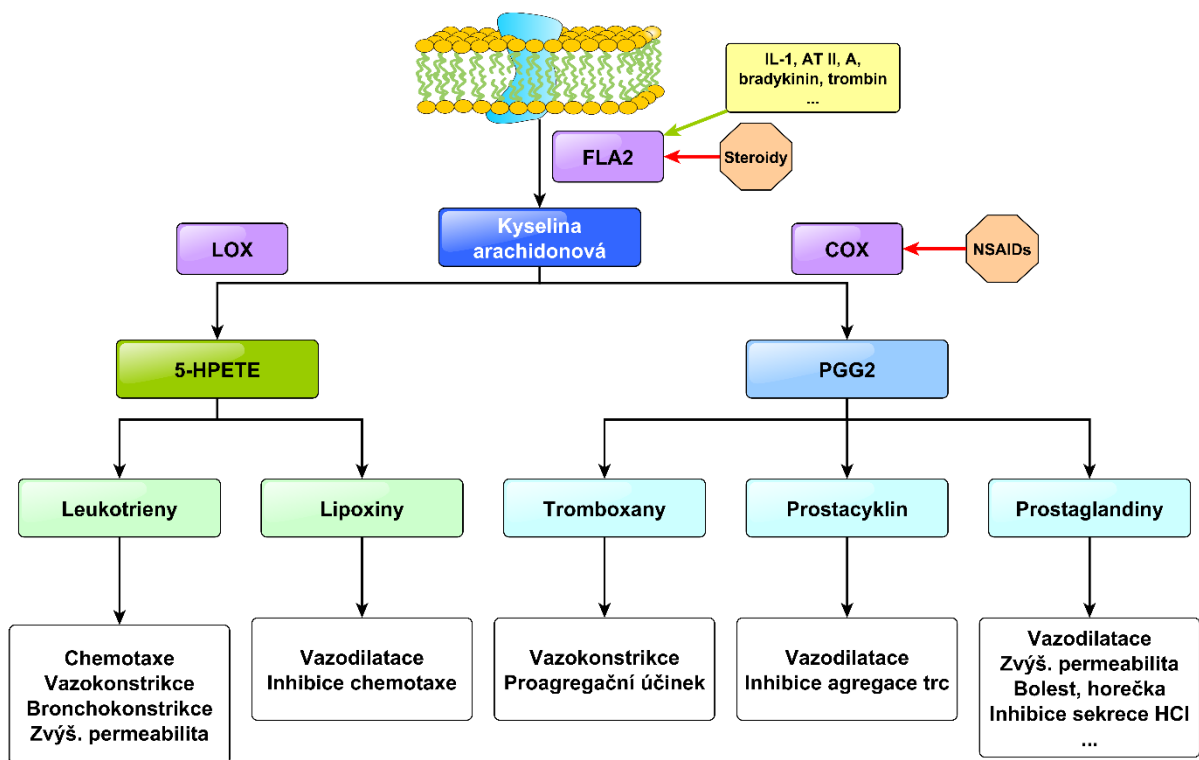 IL-1, AT II, A,
bradykinin, trombin
...
FLA2
Steroidy
Kyselina
arachidonová
LOX
COX
NSAIDs
5-HPETE
PGG2
Leukotrieny
Lipoxiny
Tromboxany
Prostacyklin
Prostaglandiny
Chemotaxe
Vazokonstrikce
Bronchokonstrikce
Zvýš. permeabilita
Vazodilatace
Inhibice chemotaxe
Vazokonstrikce
Proagregační účinek
Vazodilatace
Inhibice agregace trc
Vazodilatace
Zvýš. permeabilita
Bolest, horečka
Inhibice sekrece HCl
...